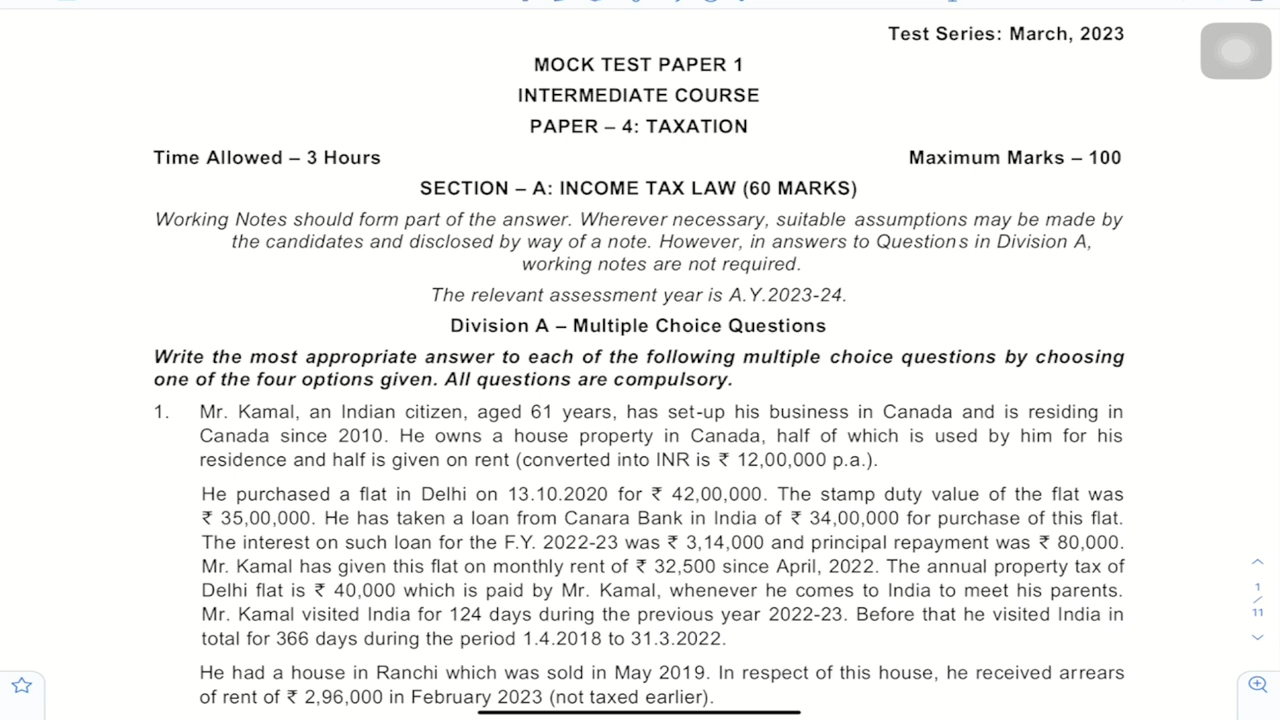 Test Series: March, 2023
MOCK TEST PAPER 1
INTERMEDIATE COURSE
PAPER – 4: TAXATION
Time Allowed – 3 Hours Maximum Marks – 100
SECTION – A: INCOME TAX LAW (60 MARKS)
Working Notes should form part of the answer. Wherever necessary, suitable assumptions may be made by
the candidates and disclosed by way of a note. However, in answers to Questions in Division A,
working notes are not required.
The relevant assessment year is A.Y.2023-24.
Division A – Multiple Choice Questions
Write the most appropriate answer to each of the following multiple choice questions by choosing
one of the four options given. All questions are compulsory.
1. Mr. Kamal, an Indian citizen, aged 61 years, has set-up his business in Canada and is residing in
Canada since 2010. He owns a house property in Canada, half of which is used by him for his
residence and half is given on rent (converted into INR is ₹ 12,00,000 p.a.).
He purchased a flat in Delhi on 13.10.2020 for ₹ 42,00,000. The stamp duty value of the flat was
₹ 35,00,000. He has taken a loan from Canara Bank in India of ₹ 34,00,000 for purchase of this flat.
The interest on such loan for the F.Y. 2022-23 was ₹ 3,14,000 and principal repayment was ₹ 80,000.
Mr. Kamal has given this flat on monthly rent of ₹ 32,500 since April, 2022. The annual property tax of
Delhi flat is ₹ 40,000 which is paid by Mr. Kamal, whenever he comes to India to meet his parents.
Mr. Kamal visited India for 124 days during the previous year 2022-23. Before that he visited India in
total for 366 days during the period 1.4.2018 to 31.3.2022.
He had a house in Ranchi which was sold in May 2019. In respect of this house, he received arrears
of rent of ₹ 2,96,000 in February 2023 (not taxed earlier).
1
/
11